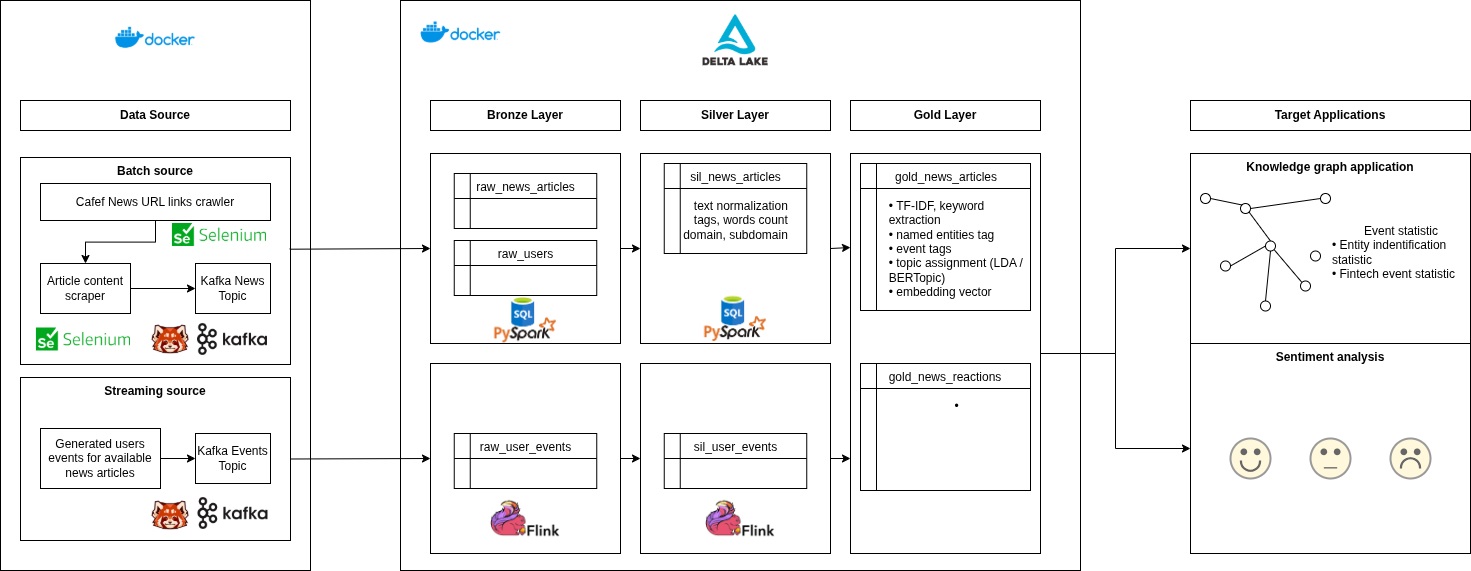 docker
docker
DELTA LAKE
Data Source
Bronze Layer
Silver Layer
Gold Layer
Target Applications
Batch source
Cafef News URL links crawler
Se Selenium
Article content
scraper
Kafka News
Topic
Se Selenium
kafka
Streaming source
Generated users
events for available
news articles
Kafka Events
Topic
kafka
raw_news_articles
raw_users
SQL
PySpark
raw_user_events
Flink
sil_news_articles
text normalization
tags, words count
domain, subdomain
SQL
PySpark
sil_user_events
Flink
gold_news_articles
• TF-IDF, keyword
extraction
• named entities tag
• event tags
• topic assignment (LDA /
BERTopic)
• embedding vector
gold_news_reactions
•
Knowledge graph application
Event statistic
• Entity indentification
statistic
• Fintech event statistic
Sentiment analysis